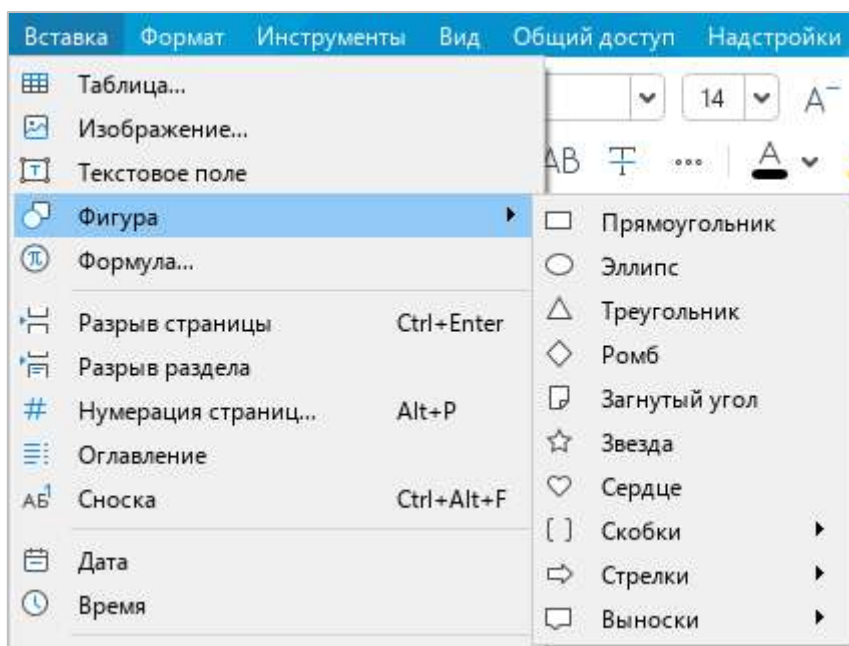 Вставка Формат Инструменты Вид Общий доступ Надстройки
Таблица...
Изображение...
Текстовое поле
Фигура
Формула...
Разрыв страницы Ctrl+Enter
Разрыв раздела
Нумерация страниц... Alt+P
Оглавление
АБ1 Сноска Ctrl+Alt+F
Дата
Время
14 A-
AB T A
Прямоугольник
Эллипс
Треугольник
Ромб
Загнутый угол
Звезда
Сердце
[ ] Скобки
Стрелки
Выноски